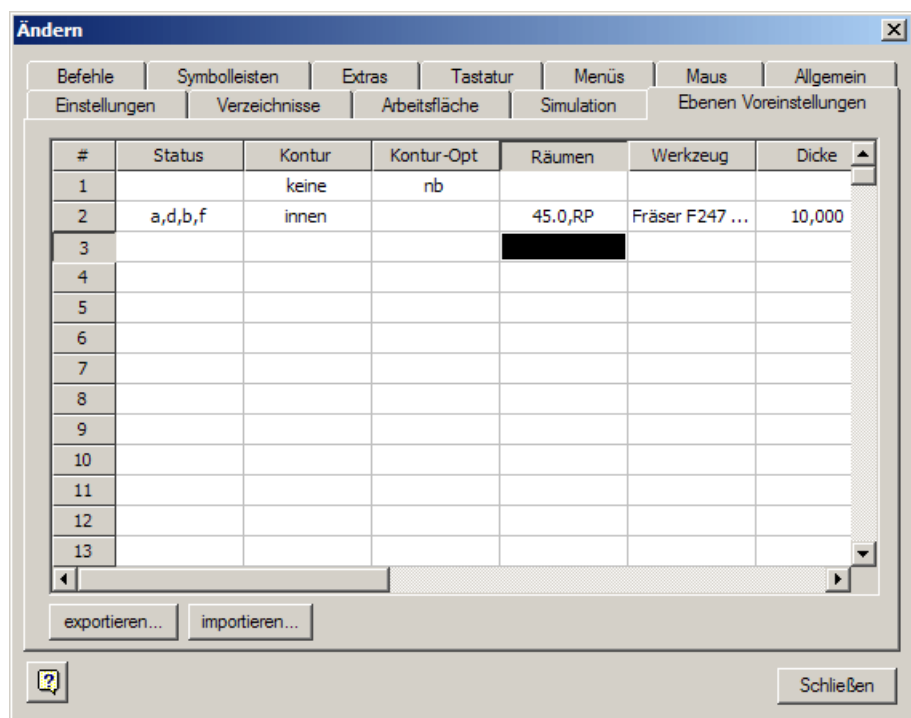 Ändern
Befehle Symbolleisten Extras Tastatur Menüs Maus Allgemein
Einstellungen Verzeichnisse Arbeitsfläche Simulation Ebenen Voreinstellungen
# Status Kontur Kontur-Opt Räumen Werkzeug Dicke
1 keine nb
2 a,d,b,f innen 45.0,RP Fräser F247 ... 10,000
3
4
5
6
7
8
9
10
11
12
13
exportieren... importieren...
Schließen